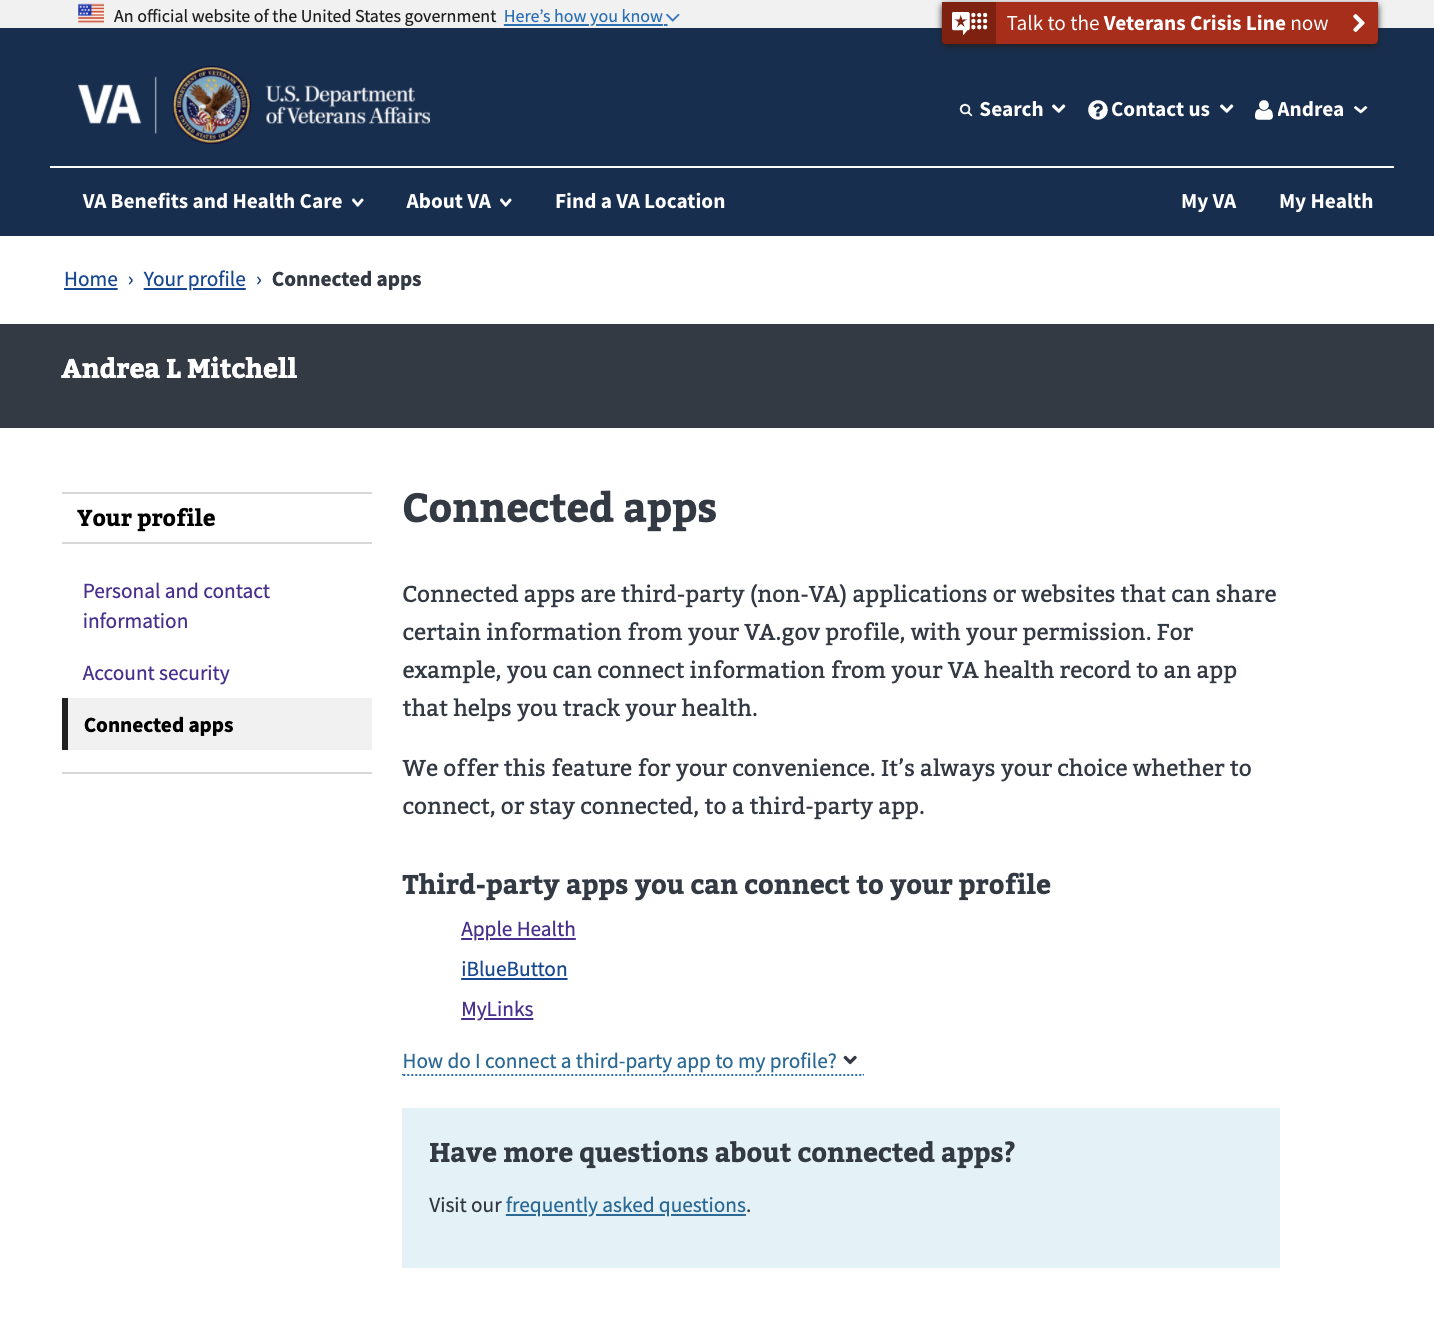 An official website of the United States government Here's how you know
Talk to the Veterans Crisis Line now
VA U.S. Department
of Veterans Affairs
Search Contact us Andrea
VA Benefits and Health Care About VA Find a VA Location My VA My Health
Home › Your profile › Connected apps
Andrea L Mitchell
Your profile
Personal and contact
information
Account security
Connected apps
Connected apps
Connected apps are third-party (non-VA) applications or websites that can share
certain information from your VA.gov profile, with your permission. For
example, you can connect information from your VA health record to an app
that helps you track your health.
We offer this feature for your convenience. It’s always your choice whether to
connect, or stay connected, to a third-party app.
Third-party apps you can connect to your profile
Apple Health
iBlueButton
MyLinks
How do I connect a third-party app to my profile?
Have more questions about connected apps?
Visit our frequently asked questions.